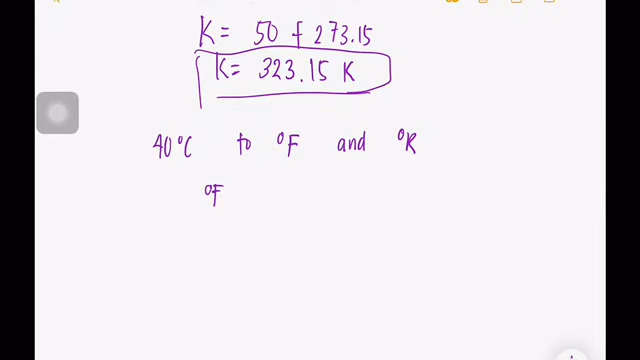 K = 50 + 273.15
K = 323.15 K
40°C to °F and °R
°F